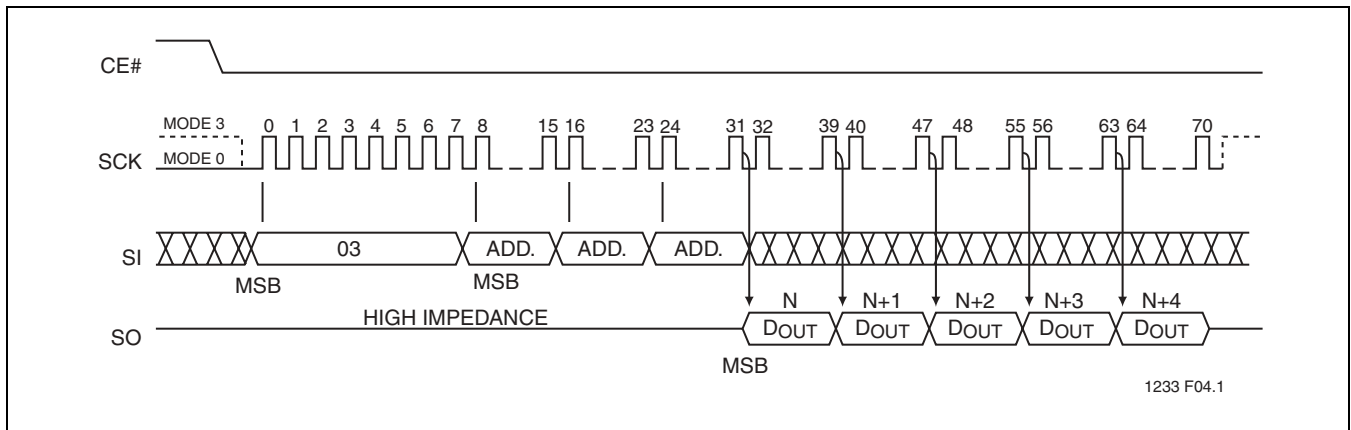 CE#
MODE 3
0 1 2 3 4 5 6 7 8 15 16 23 24 31 32 39 40 47 48 55 56 63 64 70
SCK
MODE 0
SI
03 ADD. ADD. ADD.
MSB MSB
N N+1 N+2 N+3 N+4
HIGH IMPEDANCE
SO
DOUT DOUT DOUT DOUT DOUT
MSB
1233 F04.1